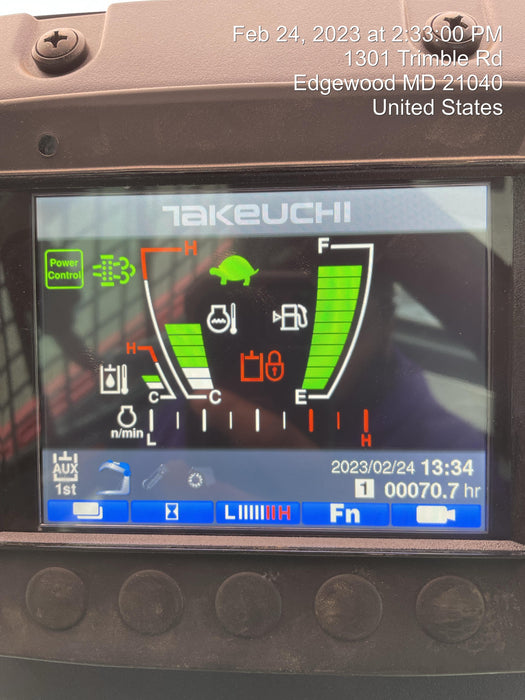 Feb 24, 2023 at 2:33:00 PM
1301 Trimble Rd
Edgewood MD 21040
United States
TAKEUCHI
Power
Control
H
F
H
C
C
E
n/min
L
H
AUX
1st
2023/02/24 13:34
1 00070.7 hr
L H
Fn